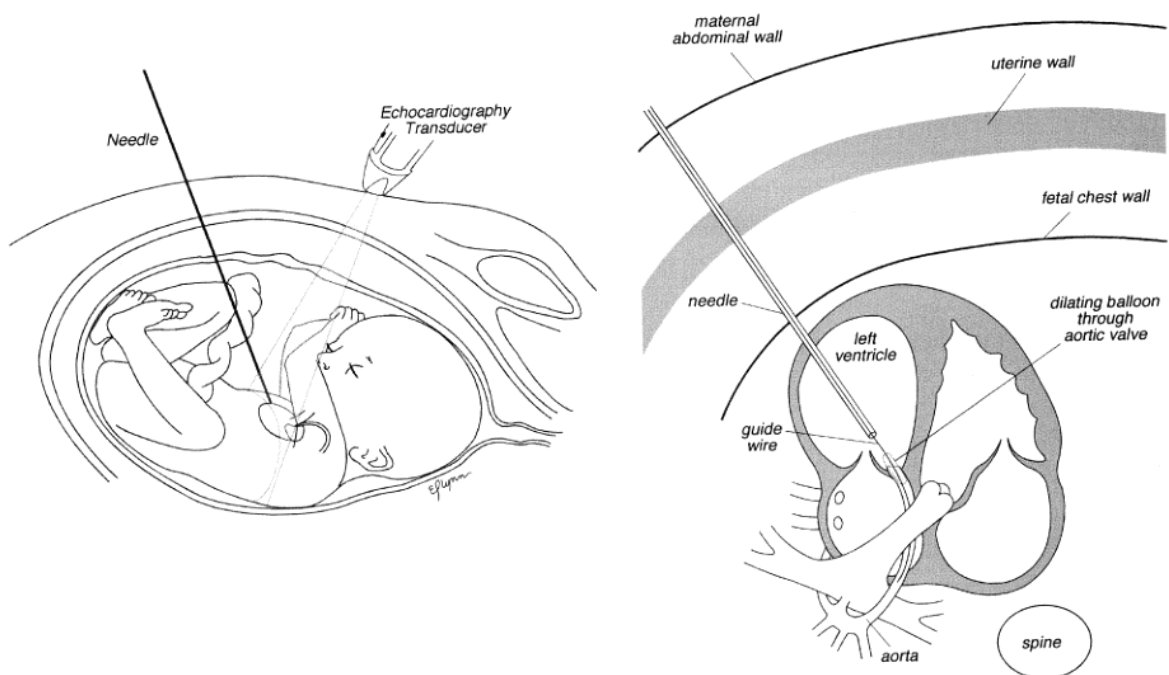 Needle
Echocardiography
Transducer
Eflynn
maternal
abdominal wall
uterine wall
fetal chest wall
needle
dilating balloon
through
aortic valve
left
ventricle
guide
wire
aorta
spine